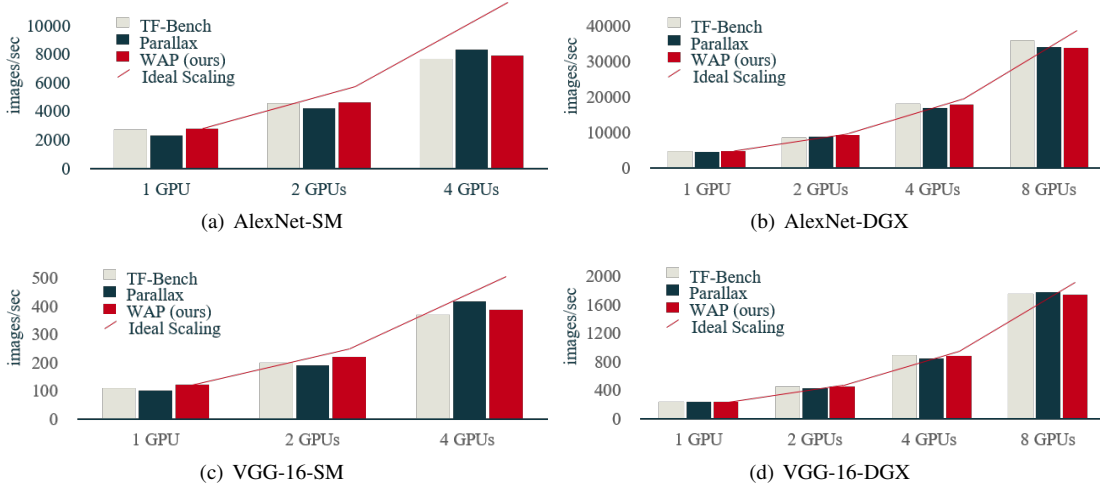 10000
8000
6000
4000
2000
0
images/sec
TF-Bench
Parallax
WAP (ours)
Ideal Scaling
1 GPU
2 GPUs
4 GPUs
(a) AlexNet-SM
40000
30000
20000
10000
0
images/sec
TF-Bench
Parallax
WAP (ours)
Ideal Scaling
1 GPU
2 GPUs
4 GPUs
8 GPUs
(b) AlexNet-DGX
500
400
300
200
100
0
images/sec
TF-Bench
Parallax
WAP (ours)
Ideal Scaling
1 GPU
2 GPUs
4 GPUs
(c) VGG-16-SM
2000
1600
1200
800
400
0
images/sec
TF-Bench
Parallax
WAP (ours)
Ideal Scaling
1 GPU
2 GPUs
4 GPUs
8 GPUs
(d) VGG-16-DGX